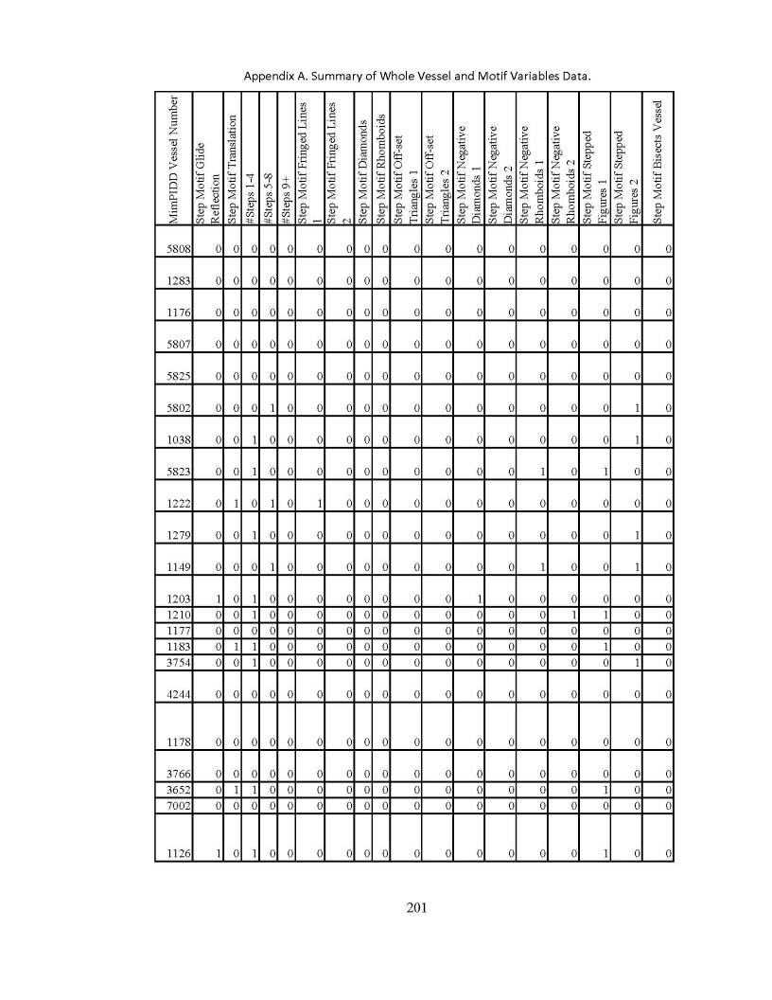 Appendix A. Summary of Whole Vessel and Motif Variables Data.
MimPIDD Vessel Number
Step Motif Glide
Reflection
Step Motif Translation
#Steps 1-4
#Steps 5-8
#Steps 9+
Step Motif Fringed Lines
1
Step Motif Fringed Lines
2
Step Motif Diamonds
Step Motif Rhomboids
Step Motif Off-set
Triangles 1
Step Motif Off-set
Triangles 2
Step Motif Negative
Diamonds 1
Step Motif Negative
Diamonds 2
Step Motif Negative
Rhomboids 1
Step Motif Negative
Rhomboids 2
Step Motif Stepped
Figures 1
Step Motif Stepped
Figures 2
Step Motif Bisects Vessel
5808 0 0 0 0 0 0 0 0 0 0 0 0 0 0 0 0 0 0
1283 0 0 0 0 0 0 0 0 0 0 0 0 0 0 0 0 0 0
1176 0 0 0 0 0 0 0 0 0 0 0 0 0 0 0 0 0 0
5807 0 0 0 0 0 0 0 0 0 0 0 0 0 0 0 0 0 0
5825 0 0 0 0 0 0 0 0 0 0 0 0 0 0 0 0 0 0
5802 0 0 0 1 0 0 0 0 0 0 0 0 0 0 0 0 1 0
1038 0 0 1 0 0 0 0 0 0 0 0 0 0 0 0 0 1 0
5823 0 0 1 0 0 0 0 0 0 0 0 0 0 1 0 1 0 0
1222 0 1 0 1 0 1 0 0 0 0 0 0 0 0 0 0 0 0
1279 0 0 1 0 0 0 0 0 0 0 0 0 0 0 0 0 1 0
1149 0 0 0 1 0 0 0 0 0 0 0 0 0 1 0 0 1 0
1203 1 0 1 0 0 0 0 0 0 0 0 1 0 0 0 0 0 0
1210 0 0 1 0 0 0 0 0 0 0 0 0 0 0 1 1 0 0
1177 0 0 0 0 0 0 0 0 0 0 0 0 0 0 0 0 0 0
1183 0 1 1 0 0 0 0 0 0 0 0 0 0 0 0 1 0 0
3754 0 0 1 0 0 0 0 0 0 0 0 0 0 0 0 0 1 0
4244 0 0 0 0 0 0 0 0 0 0 0 0 0 0 0 0 0 0
1178 0 0 0 0 0 0 0 0 0 0 0 0 0 0 0 0 0 0
3766 0 0 0 0 0 0 0 0 0 0 0 0 0 0 0 0 0 0
3652 0 1 1 0 0 0 0 0 0 0 0 0 0 0 0 1 0 0
7002 0 0 0 0 0 0 0 0 0 0 0 0 0 0 0 0 0 0
1126 1 0 1 0 0 0 0 0 0 0 0 0 0 0 0 1 0 0
201